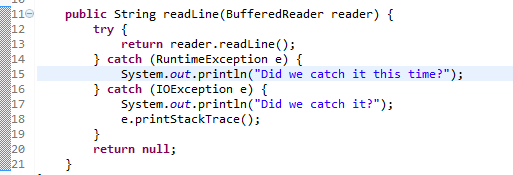 11 public String readLine(BufferedReader reader) {
12 try {
13 return reader.readLine();
14 } catch (RuntimeException e) {
15 System.out.println("Did we catch it this time?");
16 } catch (IOException e) {
17 System.out.println("Did we catch it?");
18 e.printStackTrace();
19 }
20 return null;
21 }